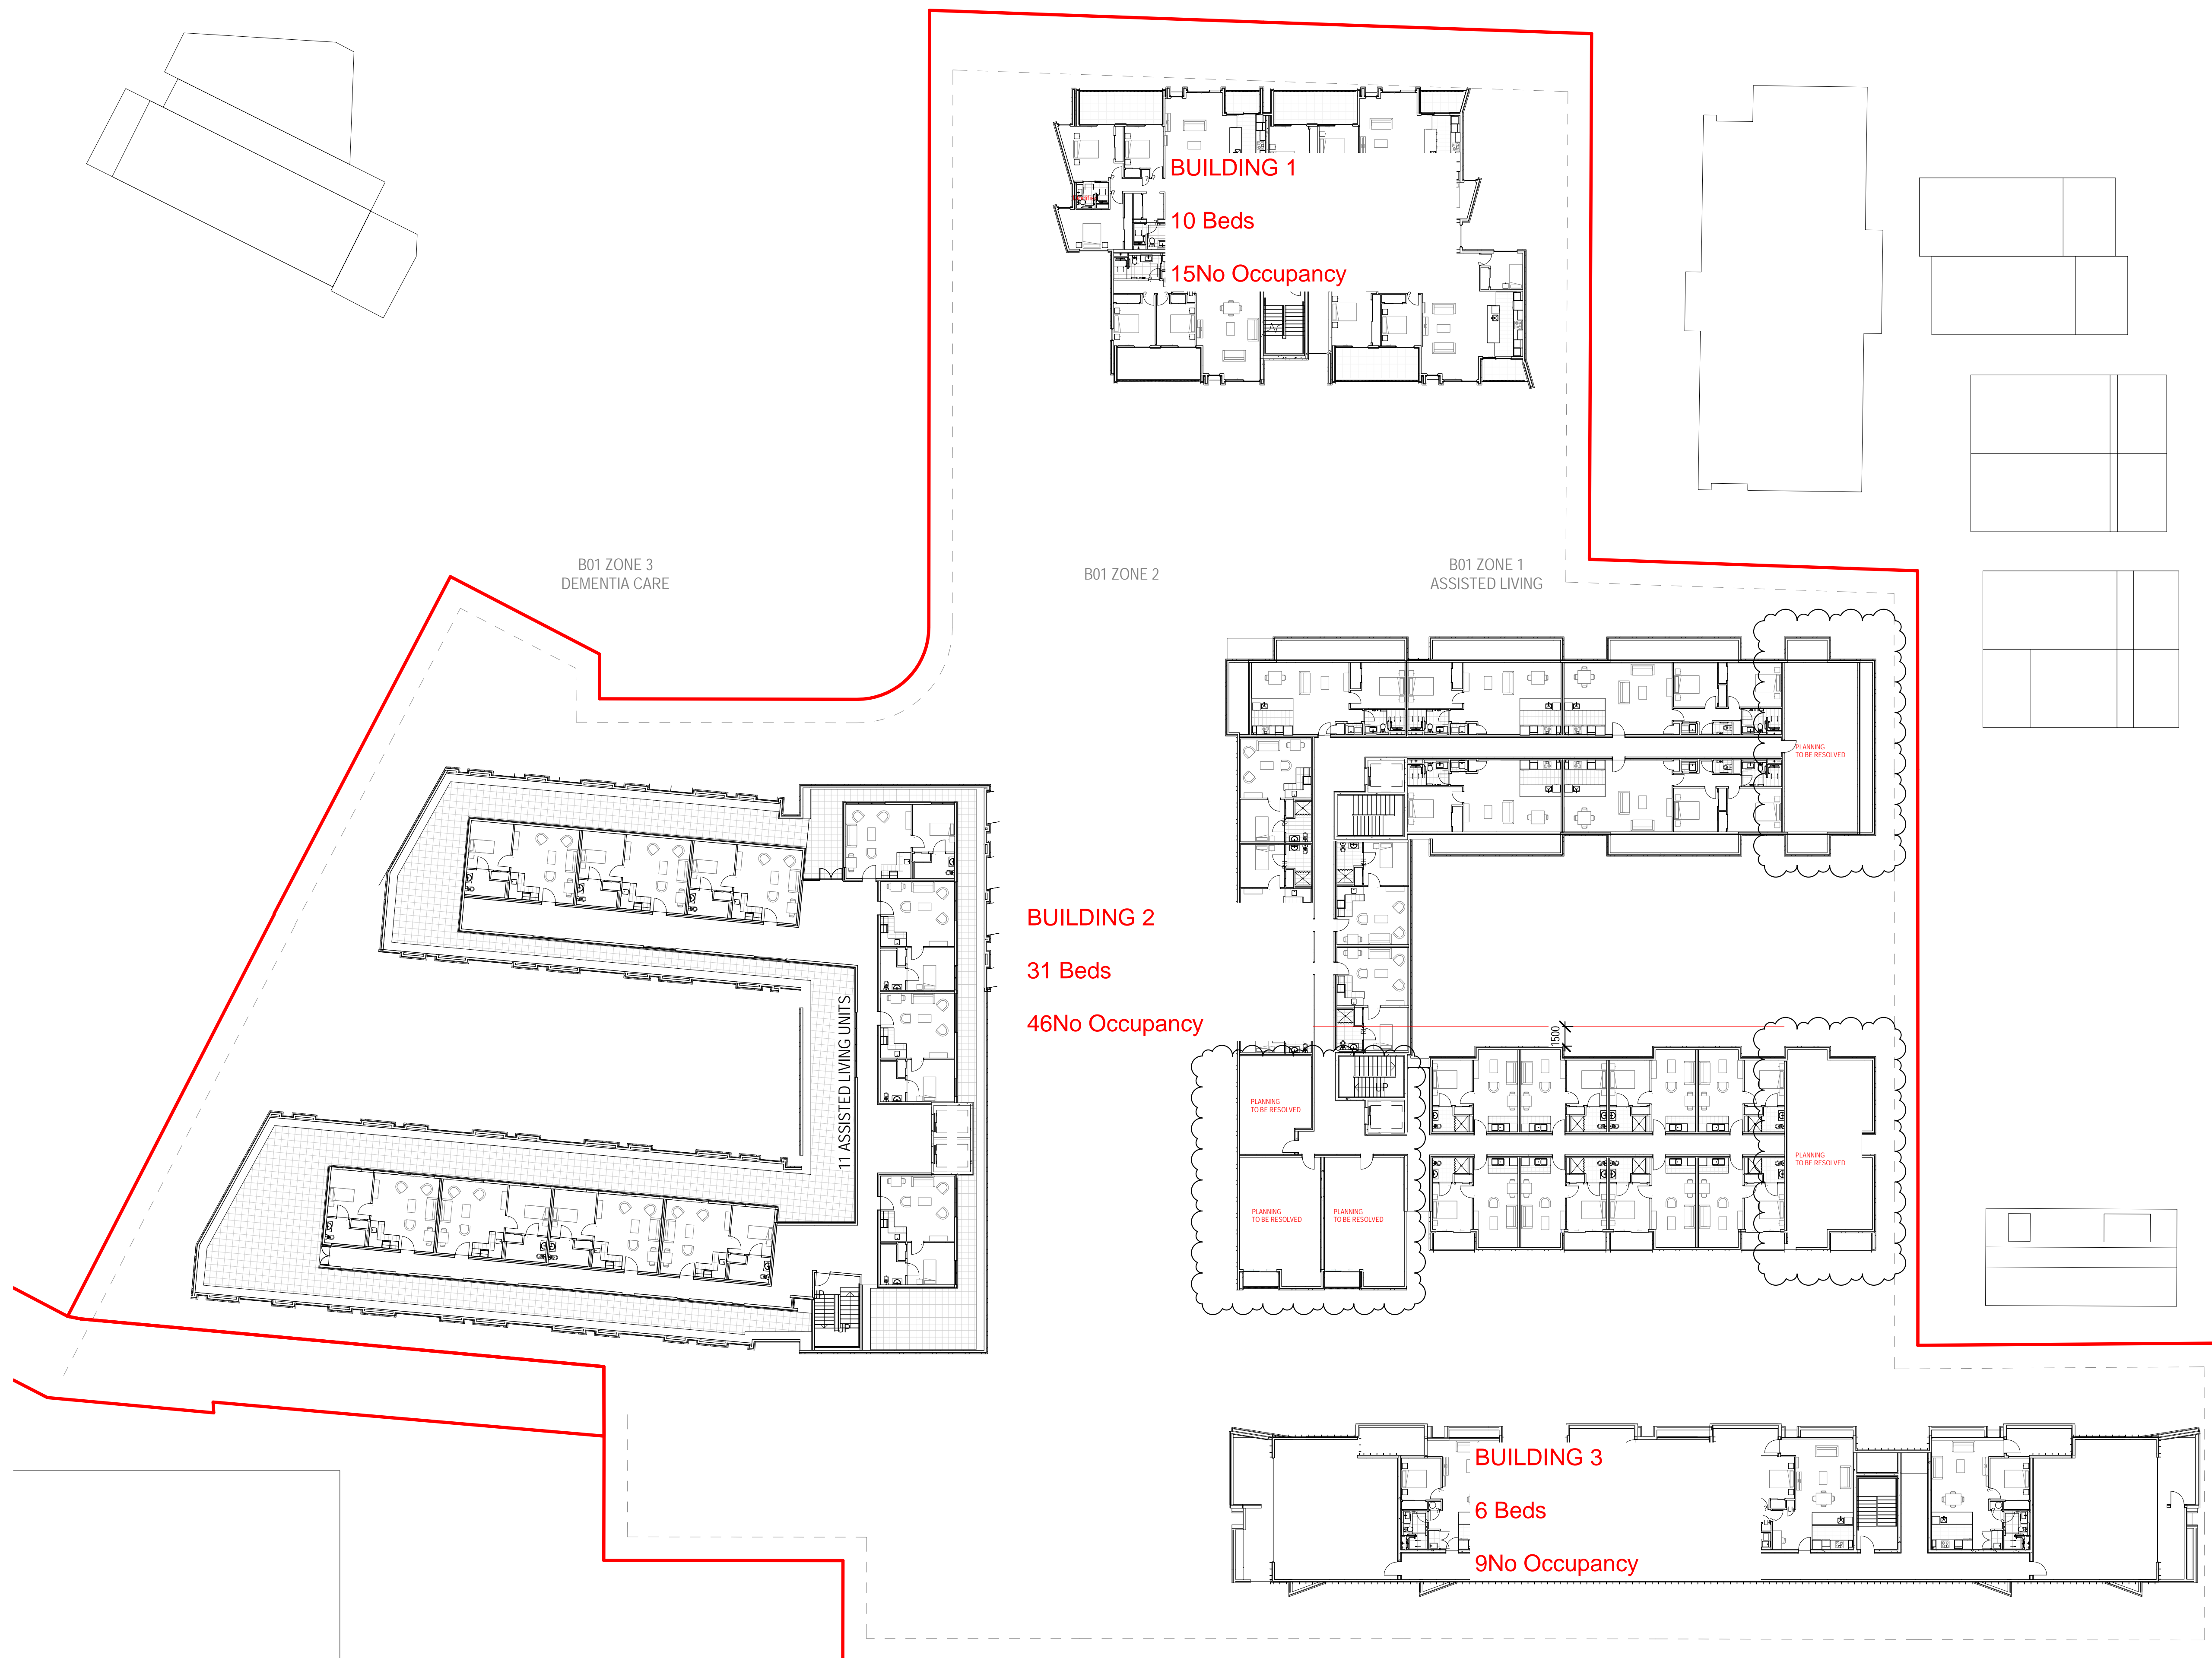 BUILDING 1
10 Beds
15No Occupancy
B01 ZONE 3
DEMENTIA CARE
B01 ZONE 2
B01 ZONE 1
ASSISTED LIVING
PLANNING
TO BE RESOLVED
BUILDING 2
31 Beds
46No Occupancy
11 ASSISTED LIVING UNITS
1500
UP
PLANNING
TO BE RESOLVED
PLANNING
TO BE RESOLVED
PLANNING
TO BE RESOLVED
PLANNING
TO BE RESOLVED
UP
UP
BUILDING 3
6 Beds
9No Occupancy